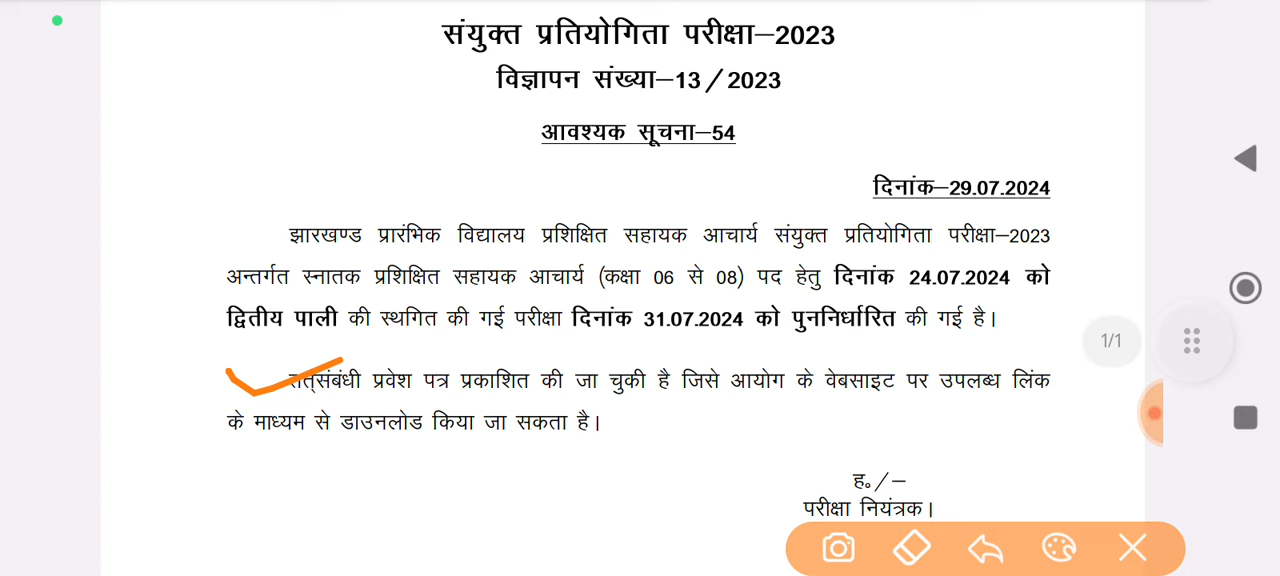 संयुक्त प्रतियोगिता परीक्षा–2023
विज्ञापन संख्या–13/2023
आवश्यक सूचना–54
दिनांक–29.07.2024
झारखण्ड प्रारंभिक विद्यालय प्रशिक्षित सहायक आचार्य संयुक्त प्रतियोगिता परीक्षा–2023
अन्तर्गत स्नातक प्रशिक्षित सहायक आचार्य (कक्षा 06 से 08) पद हेतु दिनांक 24.07.2024 को
द्वितीय पाली की स्थगित की गई परीक्षा दिनांक 31.07.2024 को पुननिर्धारित की गई है।
1/1
तत्संबंधी प्रवेश पत्र प्रकाशित की जा चुकी है जिसे आयोग के वेबसाइट पर उपलब्ध लिंक
के माध्यम से डाउनलोड किया जा सकता है।
ह०/–
परीक्षा नियंत्रक।